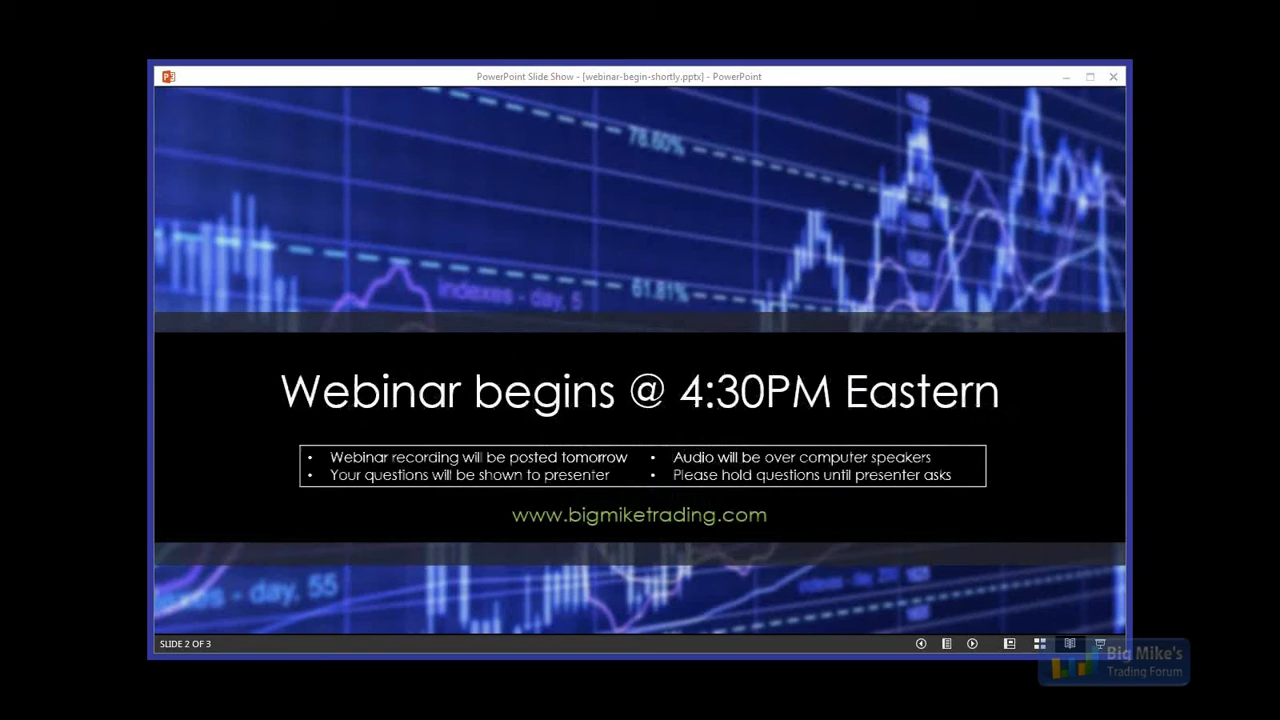 PowerPoint Slide Show - [webinar-begin-shortly.pptx] - PowerPoint
78.60%
indexes - day, 5
61.81%
Webinar begins @ 4:30PM Eastern
• Webinar recording will be posted tomorrow
• Your questions will be shown to presenter
• Audio will be over computer speakers
• Please hold questions until presenter asks
www.bigmiketrading.com
- day, 55
SLIDE 2 OF 3
Big Mike's
Trading Forum